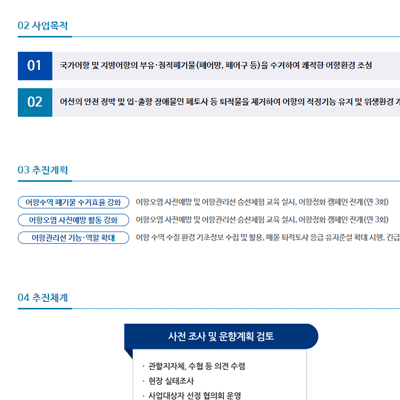 02 사업목적
01 국가어항 및 지방어항의 부유·침적폐기물(폐어망, 폐어구 등)을 수거하여 쾌적한 어항환경 조성
02 어선의 안전 정박 및 입·출항 장애물인 폐토사 등 퇴적물을 제거하여 어항의 적정기능 유지 및 위생환경
03 추진계획
어항수역 폐기물 수거효율 강화 어항오염 사전예방 및 어항관리선 승선체험 교육 실시, 어항정화 캠페인 전개(연 3회)
어항오염 사전예방 활동 강화 어항오염 사전예방 및 어항관리선 승선체험 교육 실시, 어항정화 캠페인 전개(연 3회)
어항관리선 기능·역할 확대 어항 수역 수질 환경 기초정보 수집 및 활용, 매몰 퇴적토사 응급 유지준설 확대 시행, 긴급
04 추진체계
사전 조사 및 운항계획 검토
· 관할지자체, 수협 등 의견 수렴
· 현장 실태조사
· 사업대상자 선정 협의회 운영